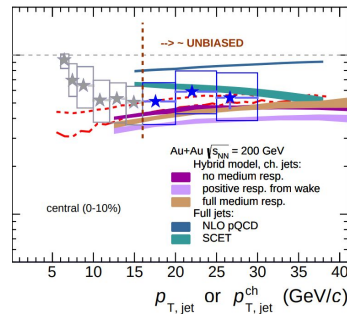 --> ~ UNBIASED
Au+Au √sNN = 200 GeV
Hybrid model, ch. jets:
no medium resp.
positive resp. from wake
full medium resp.
Full jets:
NLO pQCD
SCET
central (0-10%)
5 10 15 20 25 30 35 40
pT, jet or pchT, jet (GeV/c)